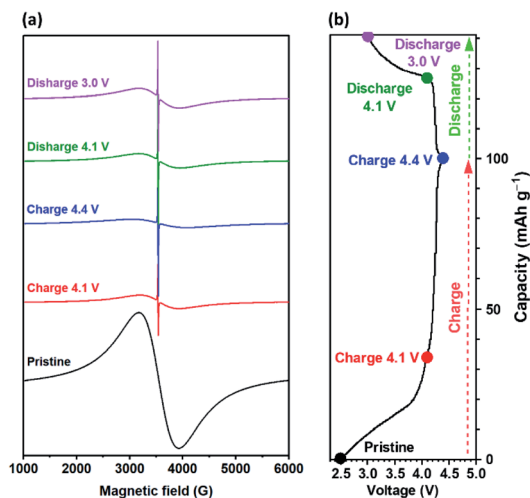 (a)
Disharge 3.0 V
Disharge 4.1 V
Charge 4.4 V
Charge 4.1 V
Pristine
1000 2000 3000 4000 5000 6000
Magnetic field (G)
(b)
Discharge
3.0 V
Discharge
4.1 V
Charge 4.4 V
Charge 4.1 V
Pristine
Discharge
Charge
100
50
0
Capacity (mAh g⁻¹)
2.5 3.0 3.5 4.0 4.5 5.0
Voltage (V)